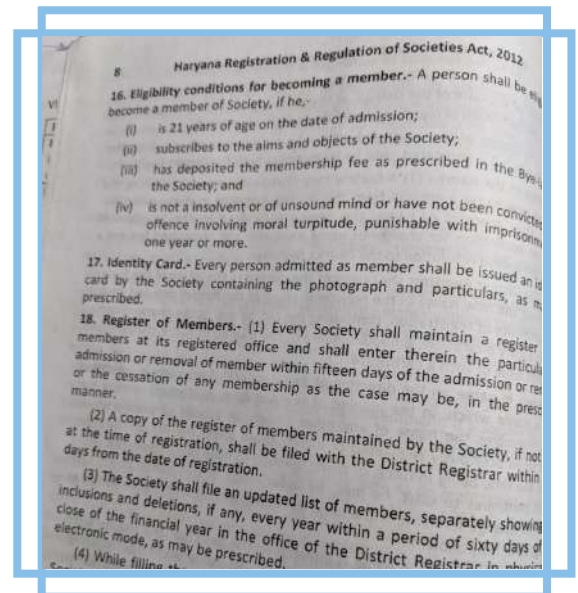 8 Haryana Registration & Regulation of Societies Act, 2012
16. Eligibility conditions for becoming a member.- A person shall be
become a member of Society, if he,-
(i) is 21 years of age on the date of admission;
(ii) subscribes to the aims and objects of the Society;
(iii) has deposited the membership fee as prescribed in the
the Society; and
(iv) is not a insolvent or of unsound mind or have not been convicted
offence involving moral turpitude, punishable with
one year or more.
17. Identity Card.- Every person admitted as member shall be issued an
card by the Society containing the photograph and particulars, as
prescribed.
18. Register of Members.- (1) Every Society shall maintain a register
members at its registered office and shall enter therein the
admission or removal of member within fifteen days of the admission or
or the cessation of any membership as the case may be, in the
manner.
(2) A copy of the register of members maintained by the Society, if not
at the time of registration, shall be filed with the District Registrar within
days from the date of registration.
(3) The Society shall file an updated list of members, separately showing
inclusions and deletions, if any, every year within a period of sixty days of
close of the financial year in the office of the District Registrar in
electronic mode, as may be prescribed.
(4) While filling